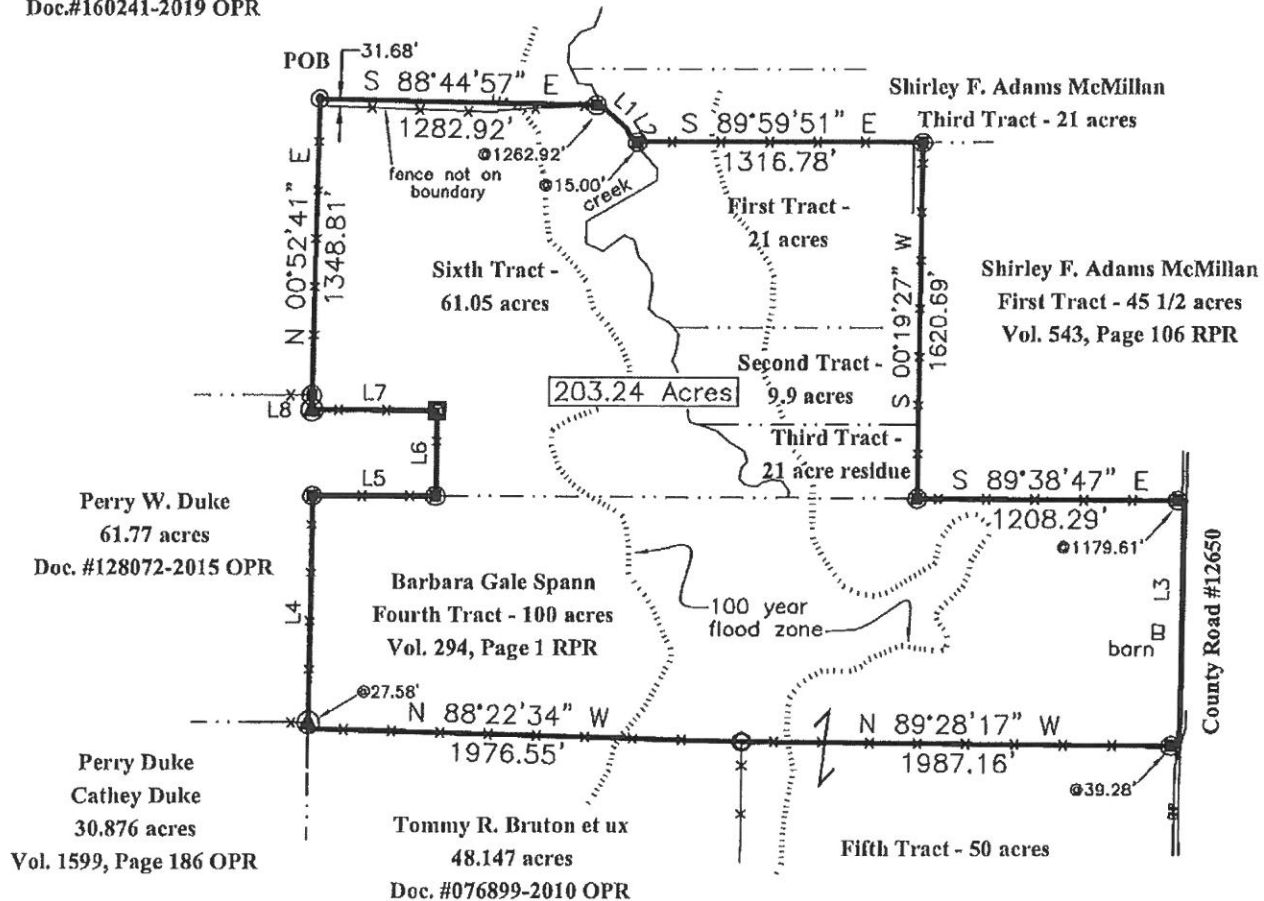 Doc.#160241-2019 OPR
POB
31.68'
S 88°44'57" E
1282.92'
@1262.92'
fence not on
boundary
L1
@15.00'
creek
S 89°59'51" E
1316.78'
Shirley F. Adams McMillan
Third Tract - 21 acres
First Tract -
21 acres
N 00°52'41" E
1348.81'
Sixth Tract -
61.05 acres
S 00°19'27" W
1620.69'
Shirley F. Adams McMillan
First Tract - 45 1/2 acres
Vol. 543, Page 106 RPR
Second Tract -
9.9 acres
203.24 Acres
L8
L7
L6
Third Tract -
21 acre residue
L5
S 89°38'47" E
1208.29'
@1179.61'
Perry W. Duke
61.77 acres
Doc. #128072-2015 OPR
L4
Barbara Gale Spann
Fourth Tract - 100 acres
Vol. 294, Page 1 RPR
100 year
flood zone
L3
barn
County Road #12650
@27.58'
N 88°22'34" W
1976.55'
N 89°28'17" W
1987.16'
@39.28'
Perry Duke
Cathey Duke
30.876 acres
Vol. 1599, Page 186 OPR
Tommy R. Bruton et ux
48.147 acres
Doc. #076899-2010 OPR
Fifth Tract - 50 acres